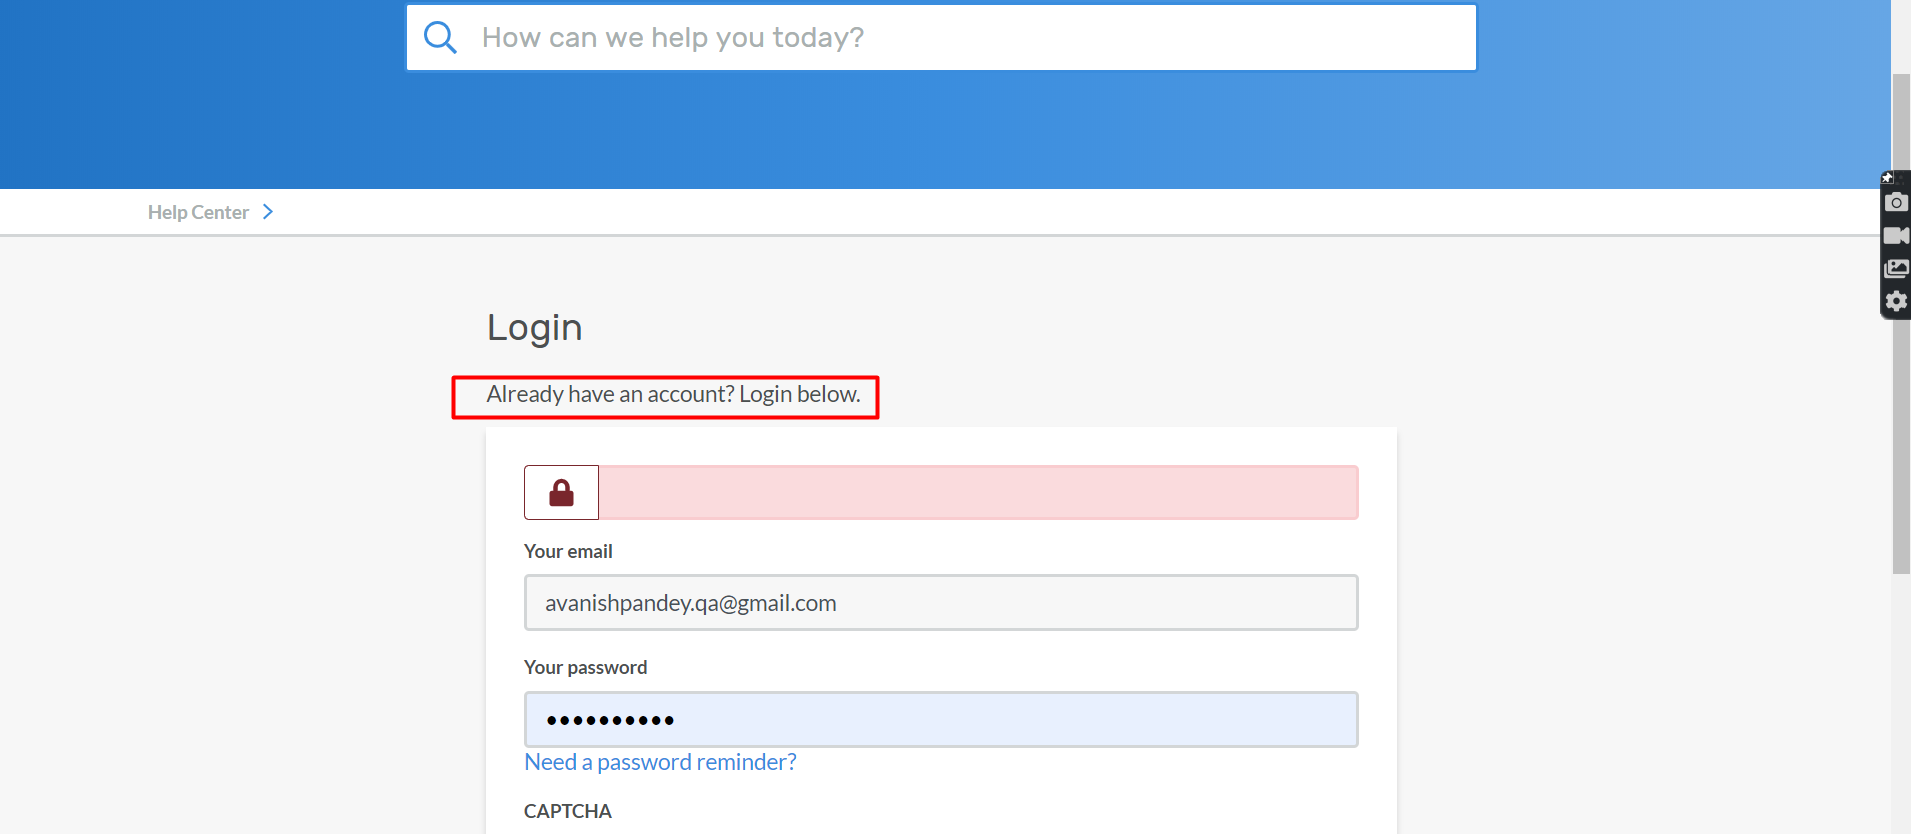 How can we help you today?
Help Center
Login
Already have an account? Login below.
Your email
avanishpandey.qa@gmail.com
Your password
Need a password reminder?
CAPTCHA